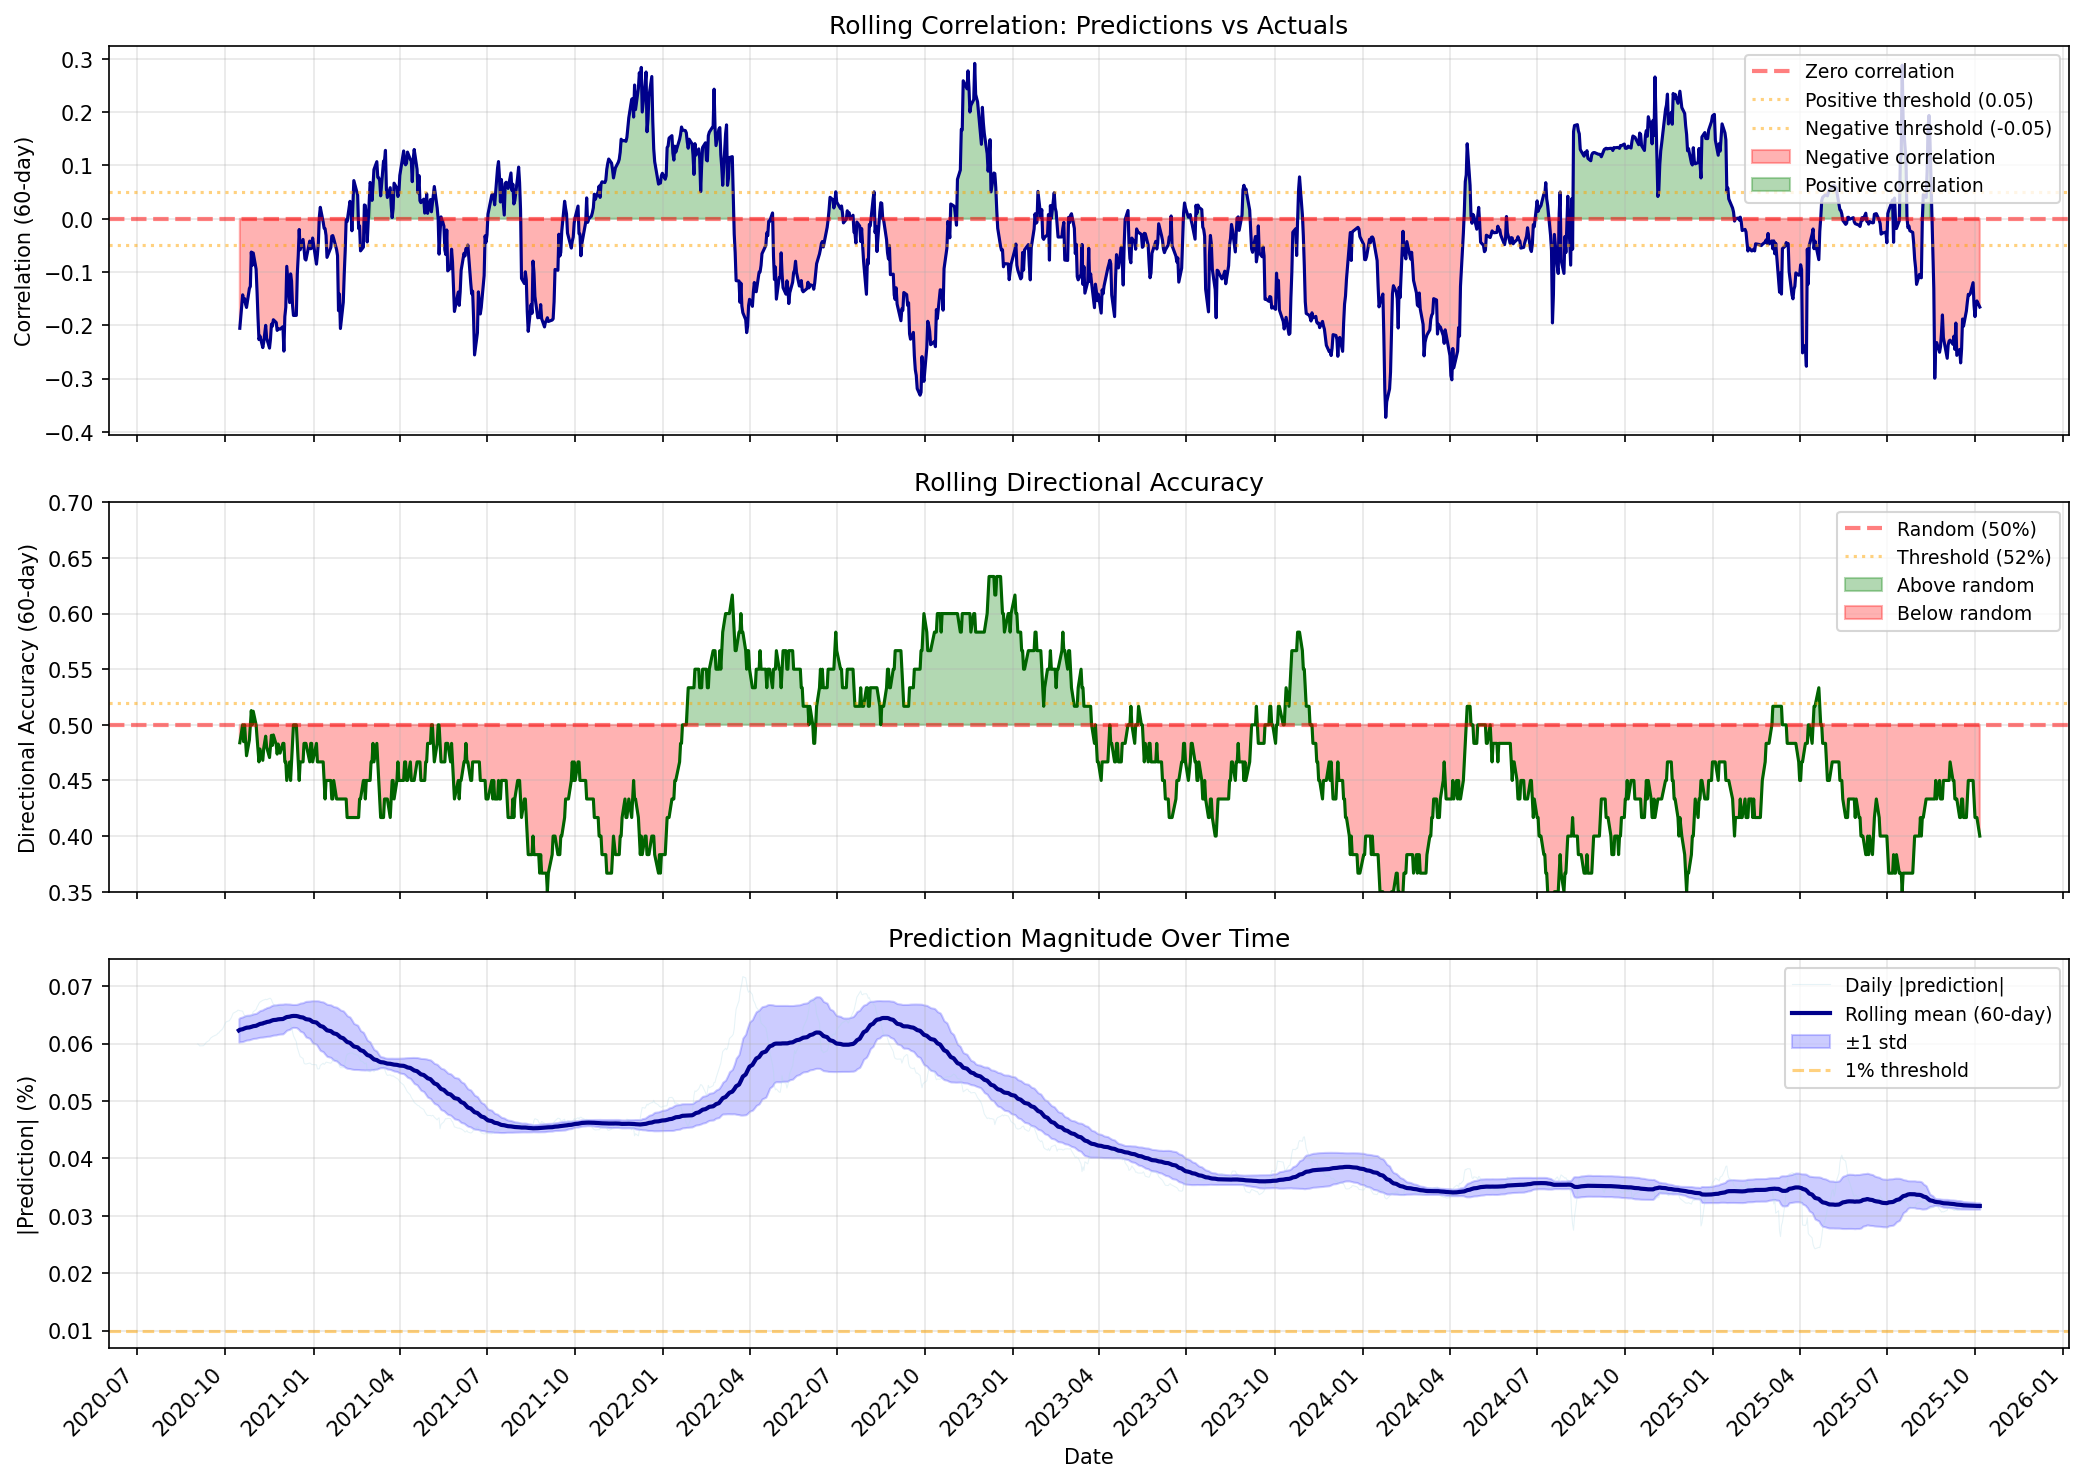 Rolling Correlation: Predictions vs Actuals
Correlation (60-day)
0.3
0.2
0.1
0.0
−0.1
−0.2
−0.3
−0.4
Zero correlation
Positive threshold (0.05)
Negative threshold (-0.05)
Negative correlation
Positive correlation
Rolling Directional Accuracy
Directional Accuracy (60-day)
0.70
0.65
0.60
0.55
0.50
0.45
0.40
0.35
Random (50%)
Threshold (52%)
Above random
Below random
Prediction Magnitude Over Time
|Prediction| (%)
0.07
0.06
0.05
0.04
0.03
0.02
0.01
Daily |prediction|
Rolling mean (60-day)
±1 std
1% threshold
2020-07
2020-10
2021-01
2021-04
2021-07
2021-10
2022-01
2022-04
2022-07
2022-10
2023-01
2023-04
2023-07
2023-10
2024-01
2024-04
2024-07
2024-10
2025-01
2025-04
2025-07
2025-10
2026-01
Date